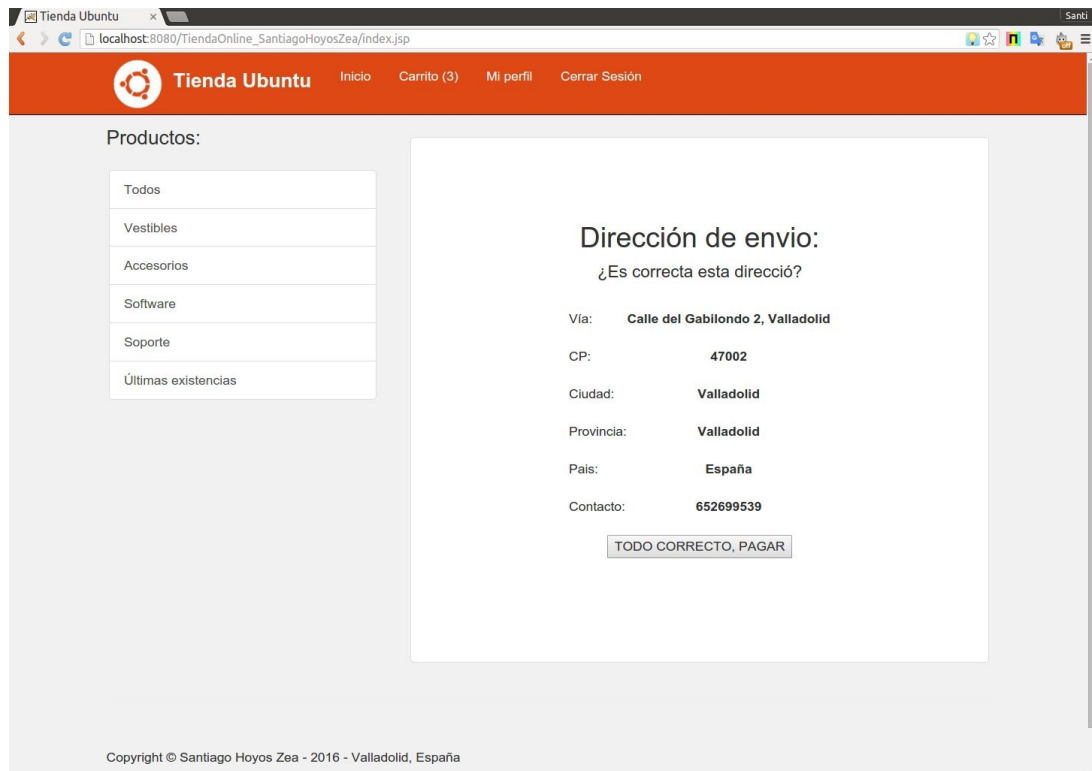 Tienda Ubuntu
Santi
localhost:8080/TiendaOnline_SantiagoHoyosZea/index.jsp
Tienda Ubuntu Inicio Carrito (3) Mi perfil Cerrar Sesión
Productos:
Todos
Vestibles
Accesorios
Software
Soporte
Últimas existencias
Dirección de envio:
¿Es correcta esta direcció?
Vía: Calle del Gabilondo 2, Valladolid
CP: 47002
Ciudad: Valladolid
Provincia: Valladolid
Pais: España
Contacto: 652699539
TODO CORRECTO, PAGAR
Copyright © Santiago Hoyos Zea - 2016 - Valladolid, España